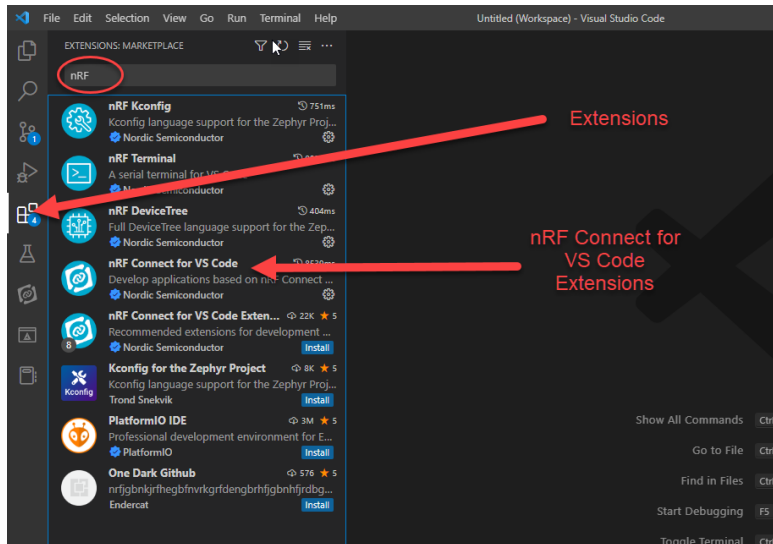 File Edit Selection View Go Run Terminal Help
Untitled (Workspace) - Visual Studio Code
EXTENSIONS: MARKETPLACE
nRF
nRF Kconfig 751ms
Kconfig language support for the Zephyr Proj...
Nordic Semiconductor
Extensions
nRF Terminal
A serial terminal for VS Code
Nordic Semiconductor
nRF DeviceTree 404ms
Full DeviceTree language support for the Zep...
Nordic Semiconductor
nRF Connect for VS Code
Develop applications based on nRF Connect ...
Nordic Semiconductor
nRF Connect for
VS Code
Extensions
nRF Connect for VS Code Exten... 22K ★ 5
Recommended extensions for development ...
Nordic Semiconductor Install
Kconfig for the Zephyr Project 8K ★ 5
Kconfig language support for the Zephyr Proj...
Trond Snekvik Install
PlatformIO IDE 3M ★ 5
Professional development environment for E...
PlatformIO Install
One Dark Github 576 ★ 5
nrfjgbnkjrfhegbfnvrkgrfdengbrhfjgbnhfjrdbg...
Endercat Install
1
4
8
Kconfig
Show All Commands
Go to File
Find in Files
Start Debugging F5
Toggle Terminal